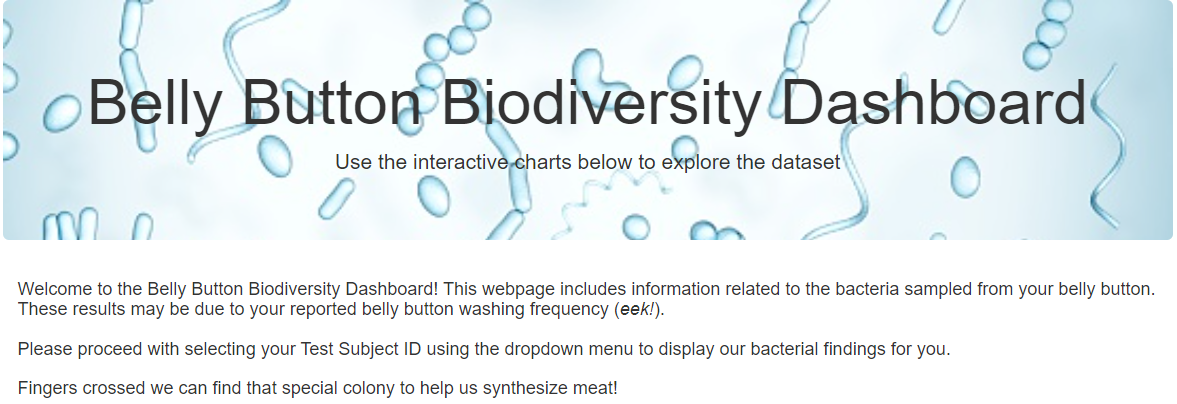 Belly Button Biodiversity Dashboard
Use the interactive charts below to explore the dataset
Welcome to the Belly Button Biodiversity Dashboard! This webpage includes information related to the bacteria sampled from your belly button.
These results may be due to your reported belly button washing frequency (eek!).
Please proceed with selecting your Test Subject ID using the dropdown menu to display our bacterial findings for you.
Fingers crossed we can find that special colony to help us synthesize meat!